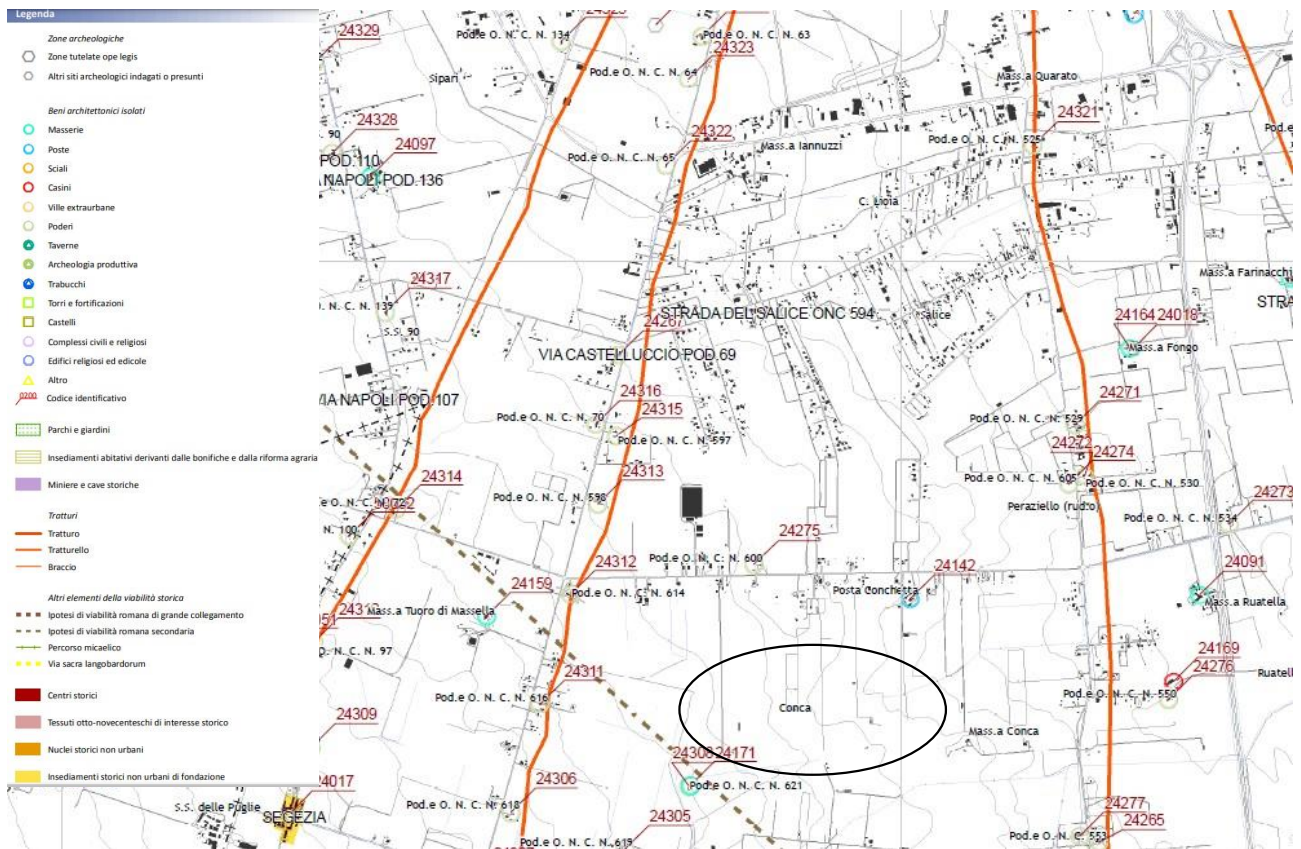 Legenda
Zone archeologiche
Zone tutelate ope legis
Altri siti archeologici indagati o presunti
Beni architettonici isolati
Masserie
Poste
Sciali
Casini
Ville extraurbane
Poderi
Taverne
Archeologia produttiva
Trabucchi
Torri e fortificazioni
Castelli
Complessi civili e religiosi
Edifici religiosi ed edicole
Altro
0200 Codice identificativo
Parchi e giardini
Insediamenti abitativi derivanti dalle bonifiche e dalla riforma agraria
Miniere e cave storiche
Tratturi
Tratturo
Tratturello
Braccio
Altri elementi della viabilità storica
Ipotesi di viabilità romana di grande collegamento
Ipotesi di viabilità romana secondaria
Percorso micaelico
Via sacra langobardorum
Centri storici
Tessuti otto-novecenteschi di interesse storico
Nuclei storici non urbani
Insediamenti storici non urbani di fondazione
24329
Pod.e O. N. C. N. 134
Pod.e O. N. C. N. 63
24323
Sipari
Pod.e O. N. C. N. 64
Mass.a Quarato
24328
24322
24321
24097
Pod.e O. N. C. N. 65
Mass.a Iannuzzi
Pod.e O. N. C. N. 525
POD.110
NAPOLI POD.136
C. Lioia
24317
Mass.a Farinacchi
O. N. C. N. 139
STRADA DEL SALICE ONC 594
Salice
STRA
S.S. 90
24267
24164
24018
VIA CASTELLUCCIO POD.69
Mass.a Fongo
24316
24271
VIA NAPOLI POD.107
24315
Pod.e O. N. C. N. 70
Pod.e O. N. C. N. 529
Pod.e O. N. C. N. 597
24272
24274
24314
24313
Pod.e O. N. C. N. 605
Pod.e O. N. C. N. 530
Pod.e O. N. C. N. 598
Peraziello (rudro)
24273
Pod.e O. N. C. N. 534
N. 100
24275
24312
Pod.e O. N. C. N. 600
24159
24142
24091
Pod.e O. N. C. N. 614
Posta Conchetta
Mass.a Tuoro di Massella
Mass.a Ruatella
O. N. C. N. 97
24169
24311
24276
Pod.e O. N. C. N. 616
Pod.e O. N. C. N. 550
Ruatell
24309
Conca
Mass.a Conca
24171
24017
24306
Pod.e O. N. C. N. 621
S.S. delle Puglie
Pod.e O. N. C. N. 618
24277
SEGEZIA
24305
24265
Pod.e O. N. C. N. 619
Pod.e O. N. C. 553